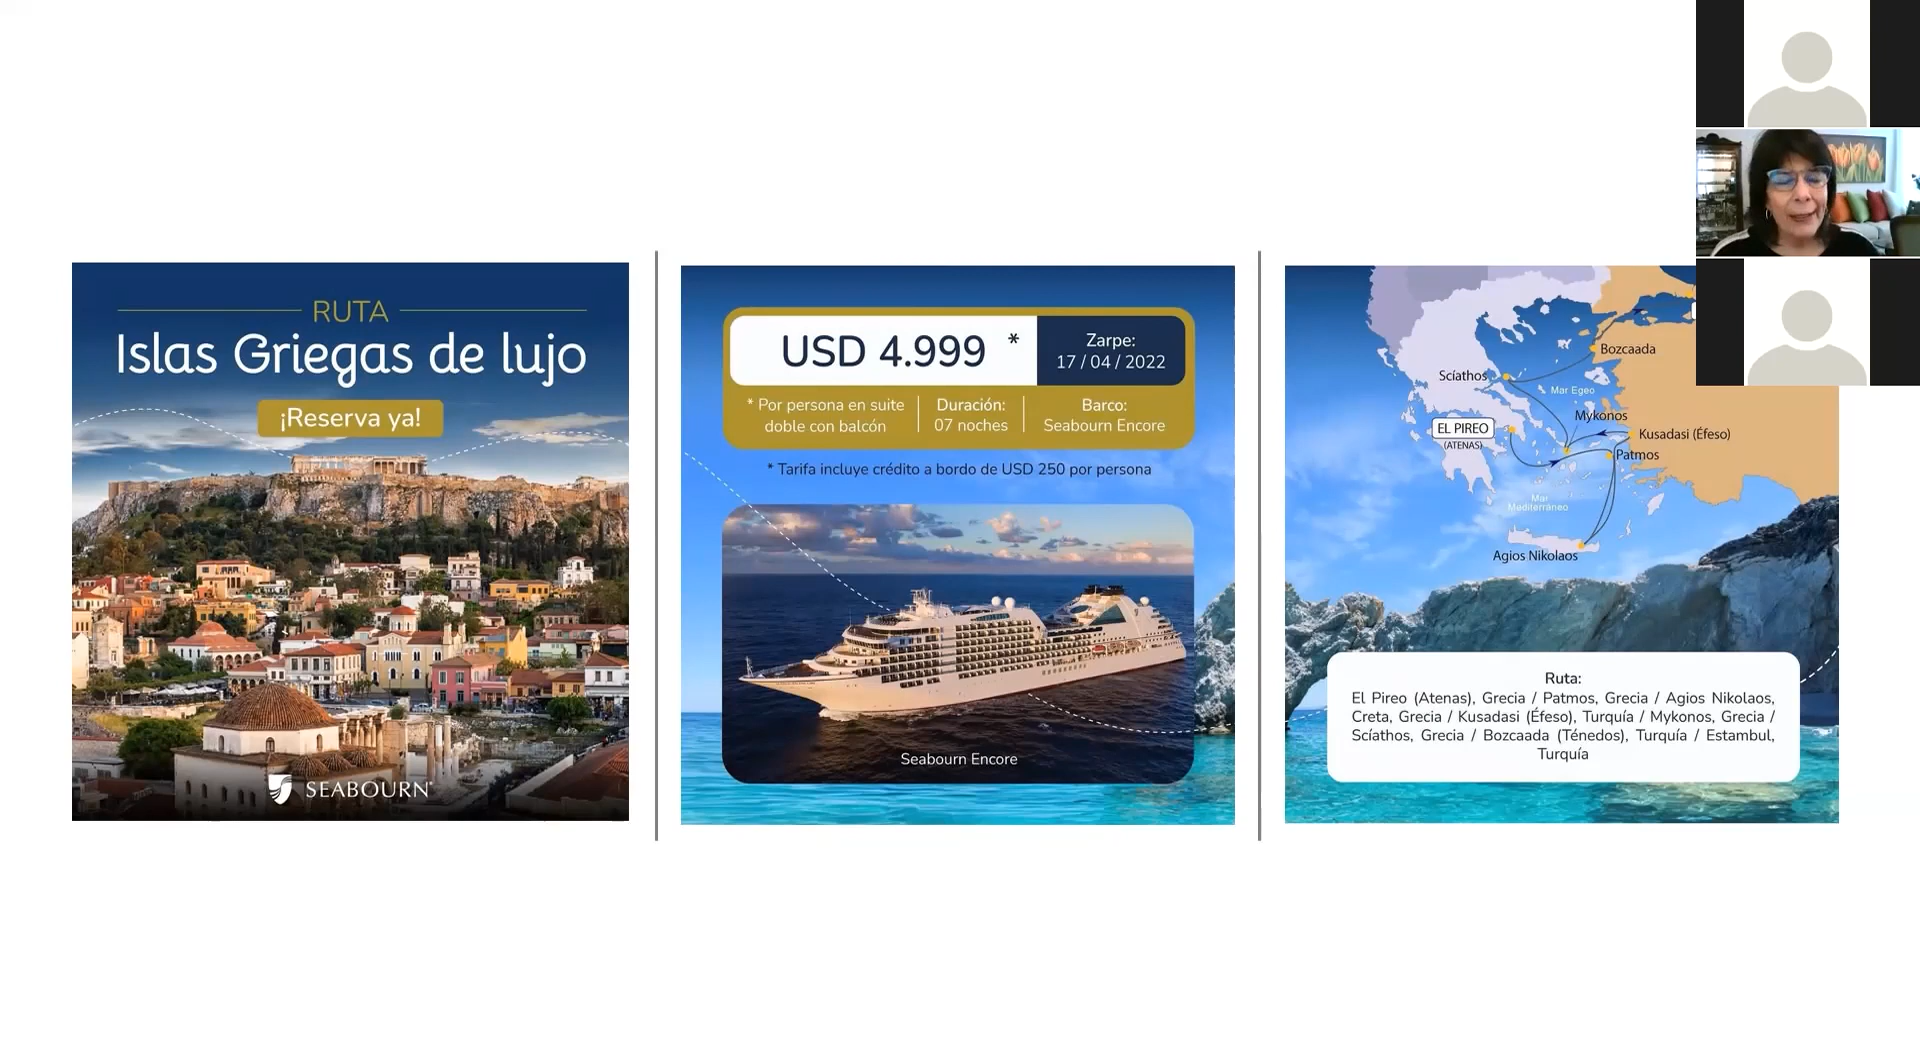 RUTA
Islas Griegas de lujo
¡Reserva ya!
SEABOURN
USD 4.999 *
Zarpe:
17 / 04 / 2022
* Por persona en suite
doble con balcón
Duración:
07 noches
Barco:
Seabourn Encore
* Tarifa incluye crédito a bordo de USD 250 por persona
Seabourn Encore
Bozcaada
Scíathos
Mar Egeo
Mykonos
EL PIREO
(ATENAS)
Kusadasi (Éfeso)
Patmos
Mar
Mediterráneo
Agios Nikolaos
Ruta:
El Pireo (Atenas), Grecia / Patmos, Grecia / Agios Nikolaos,
Creta, Grecia / Kusadasi (Éfeso), Turquía / Mykonos, Grecia /
Scíathos, Grecia / Bozcaada (Ténedos), Turquía / Estambul,
Turquía